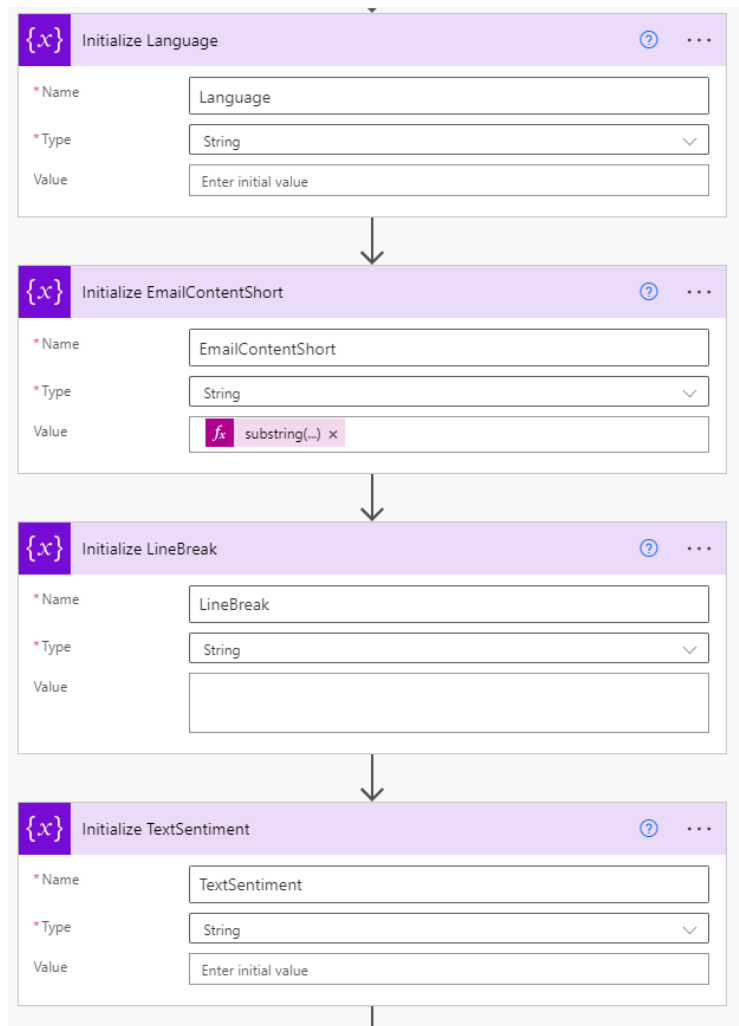 {x} Initialize Language ? ...
* Name Language
* Type String
Value Enter initial value
{x} Initialize EmailContentShort ? ...
* Name EmailContentShort
* Type String
Value fx substring(...) ×
{x} Initialize LineBreak ? ...
* Name LineBreak
* Type String
Value
{x} Initialize TextSentiment ? ...
* Name TextSentiment
* Type String
Value Enter initial value